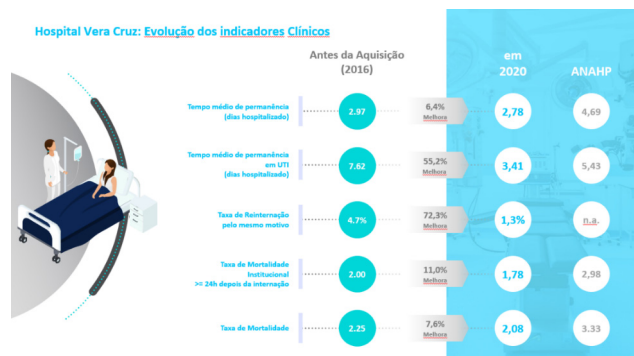 Hospital Vera Cruz: Evolução dos indicadores Clínicos
Antes da Aquisição
(2016)
em
2020
ANAHP
Tempo médio de permanência
(dias hospitalizado)
2.97
6,4%
Melhora
2,78
4,69
Tempo médio de permanência
em UTI
(dias hospitalizado)
7.62
55,2%
Melhora
3,41
5,43
Taxa de Reinternação
pelo mesmo motivo
4.7%
72,3%
Melhora
1,3%
n.a.
Taxa de Mortalidade
Institucional
>= 24h depois da internação
2.00
11,0%
Melhora
1,78
2,98
Taxa de Mortalidade
2.25
7,6%
Melhora
2,08
3.33